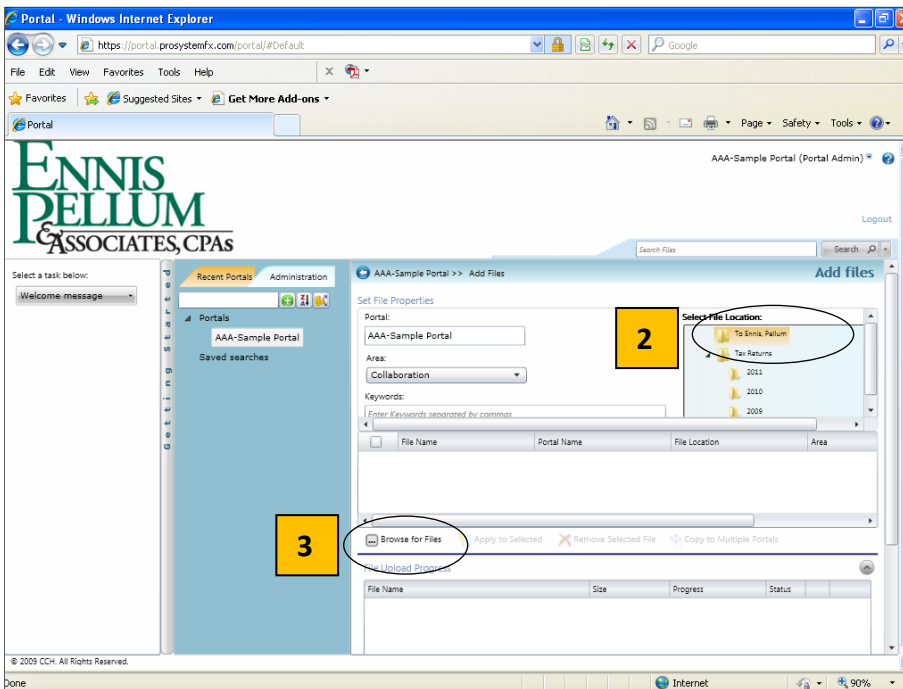 Portal - Windows Internet Explorer
https://portal.prosystemfx.com/portal/#Default
Google
File Edit View Favorites Tools Help
Favorites Suggested Sites Get More Add-ons
Portal
Page Safety Tools
ENNIS
PELLUM
& ASSOCIATES, CPAs
AAA-Sample Portal (Portal Admin)
Logout
Search Files
Search
Select a task below:
Welcome message
Getting Started
Recent Portals Administration
Portals
AAA-Sample Portal
Saved searches
AAA-Sample Portal >> Add Files
Add files
Set File Properties
Portal:
AAA-Sample Portal
Area:
Collaboration
Keywords:
Enter Keywords separated by commas
2
Select File Location:
To Ennis, Pellum
Tax Returns
2011
2010
2009
File Name Portal Name File Location Area
3
Browse for Files Apply to Selected Remove Selected File Copy to Multiple Portals
File Upload Progress
File Name Size Progress Status
© 2009 CCH. All Rights Reserved.
Done Internet 90%